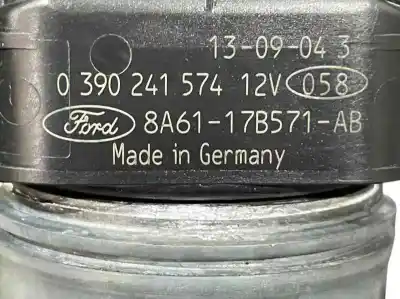 13-09-04 3
0 390 241 574 12V 058
Ford 8A61-17B571-AB
Made in Germany